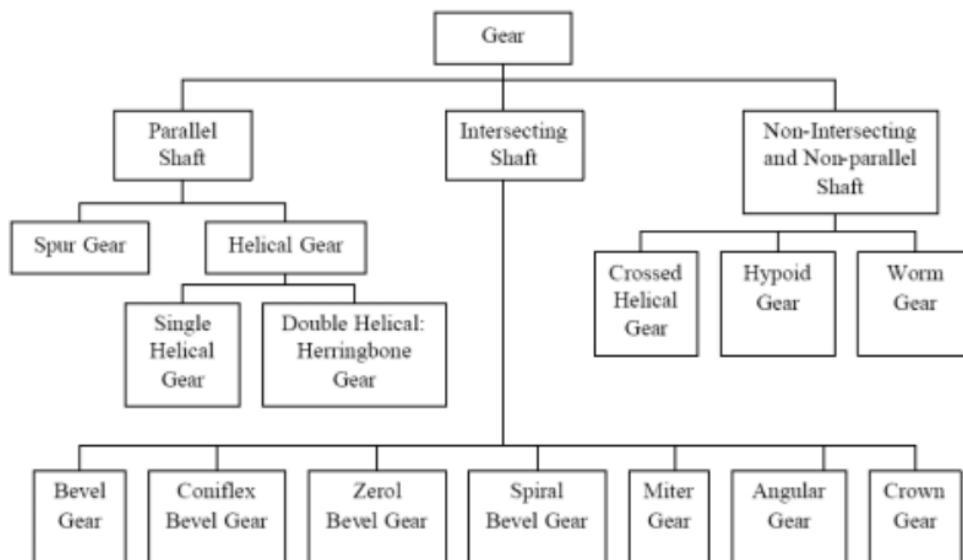 Gear
Parallel
Shaft
Intersecting
Shaft
Non-Intersecting
and Non-parallel
Shaft
Spur Gear
Helical Gear
Crossed
Helical
Gear
Hypoid
Gear
Worm
Gear
Single
Helical
Gear
Double Helical:
Herringbone
Gear
Bevel
Gear
Coniflex
Bevel Gear
Zerol
Bevel Gear
Spiral
Bevel Gear
Miter
Gear
Angular
Gear
Crown
Gear